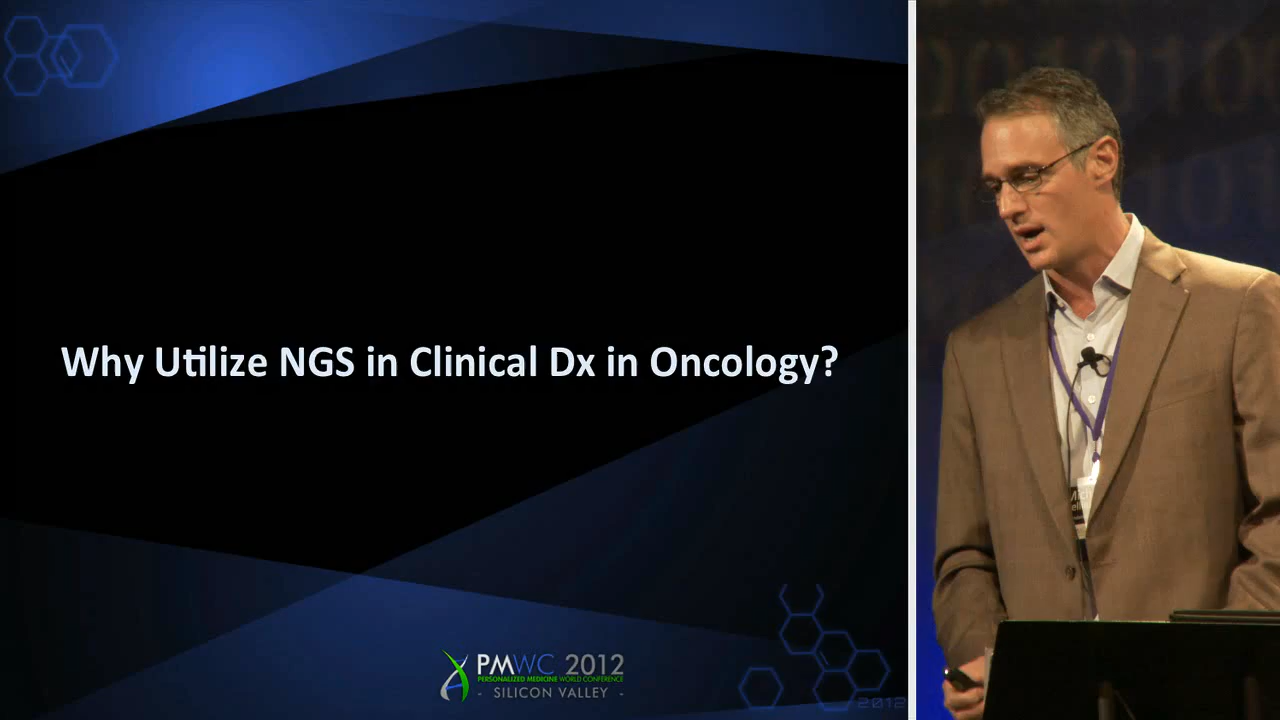 Why Utilize NGS in Clinical Dx in Oncology?
PMWC 2012
PERSONALIZED MEDICINE WORLD CONFERENCE
- SILICON VALLEY -
2012